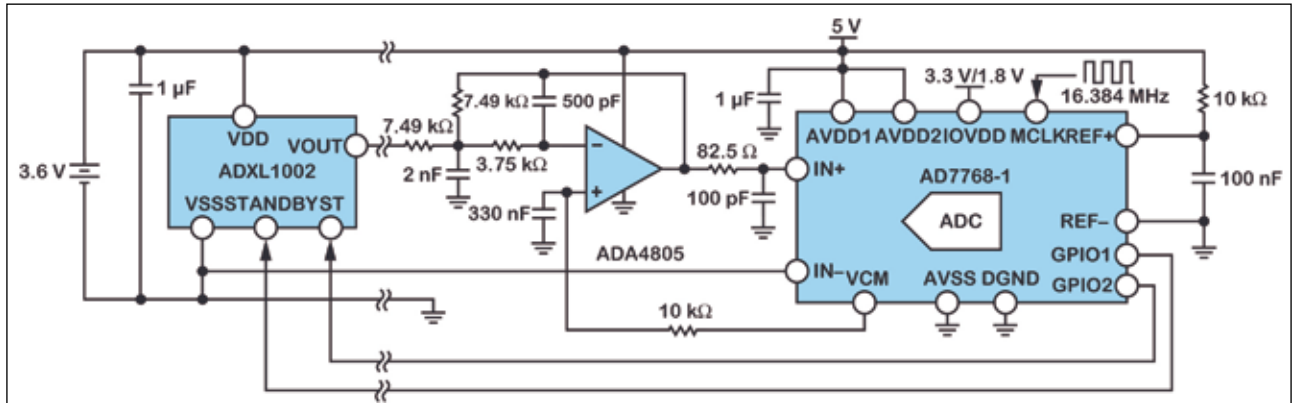 5 V
3.3 V/1.8 V
16.384 MHz
1 µF
7.49 kΩ
500 pF
1 µF
10 kΩ
7.49 kΩ
VDD
VOUT
AVDD1
AVDD2
IOVDD
MCLK
REF+
82.5 Ω
3.6 V
ADXL1002
3.75 kΩ
−
IN+
AD7768-1
2 nF
100 nF
VSS
STANDBY
ST
+
100 pF
330 nF
ADC
REF–
ADA4805
GPIO1
IN–
VCM
AVSS
DGND
GPIO2
10 kΩ